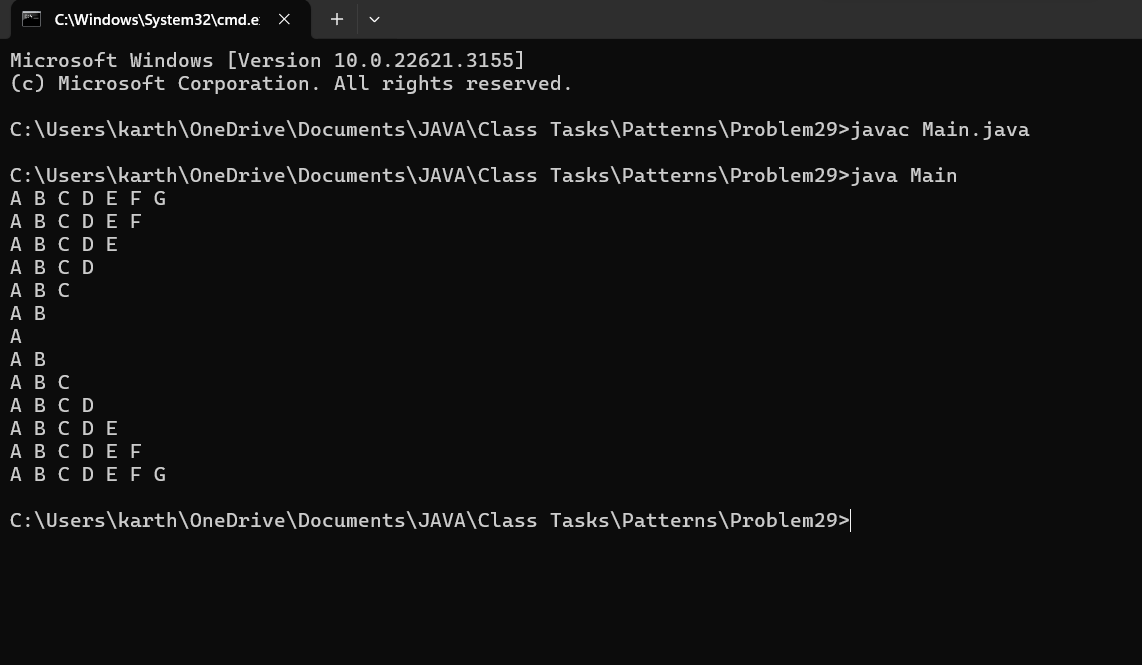 C:\Windows\System32\cmd.e
Microsoft Windows [Version 10.0.22621.3155]
(c) Microsoft Corporation. All rights reserved.
C:\Users\karth\OneDrive\Documents\JAVA\Class Tasks\Patterns\Problem29>javac Main.java
C:\Users\karth\OneDrive\Documents\JAVA\Class Tasks\Patterns\Problem29>java Main
A B C D E F G
A B C D E F
A B C D E
A B C D
A B C
A B
A
A B
A B C
A B C D
A B C D E
A B C D E F
A B C D E F G
C:\Users\karth\OneDrive\Documents\JAVA\Class Tasks\Patterns\Problem29>